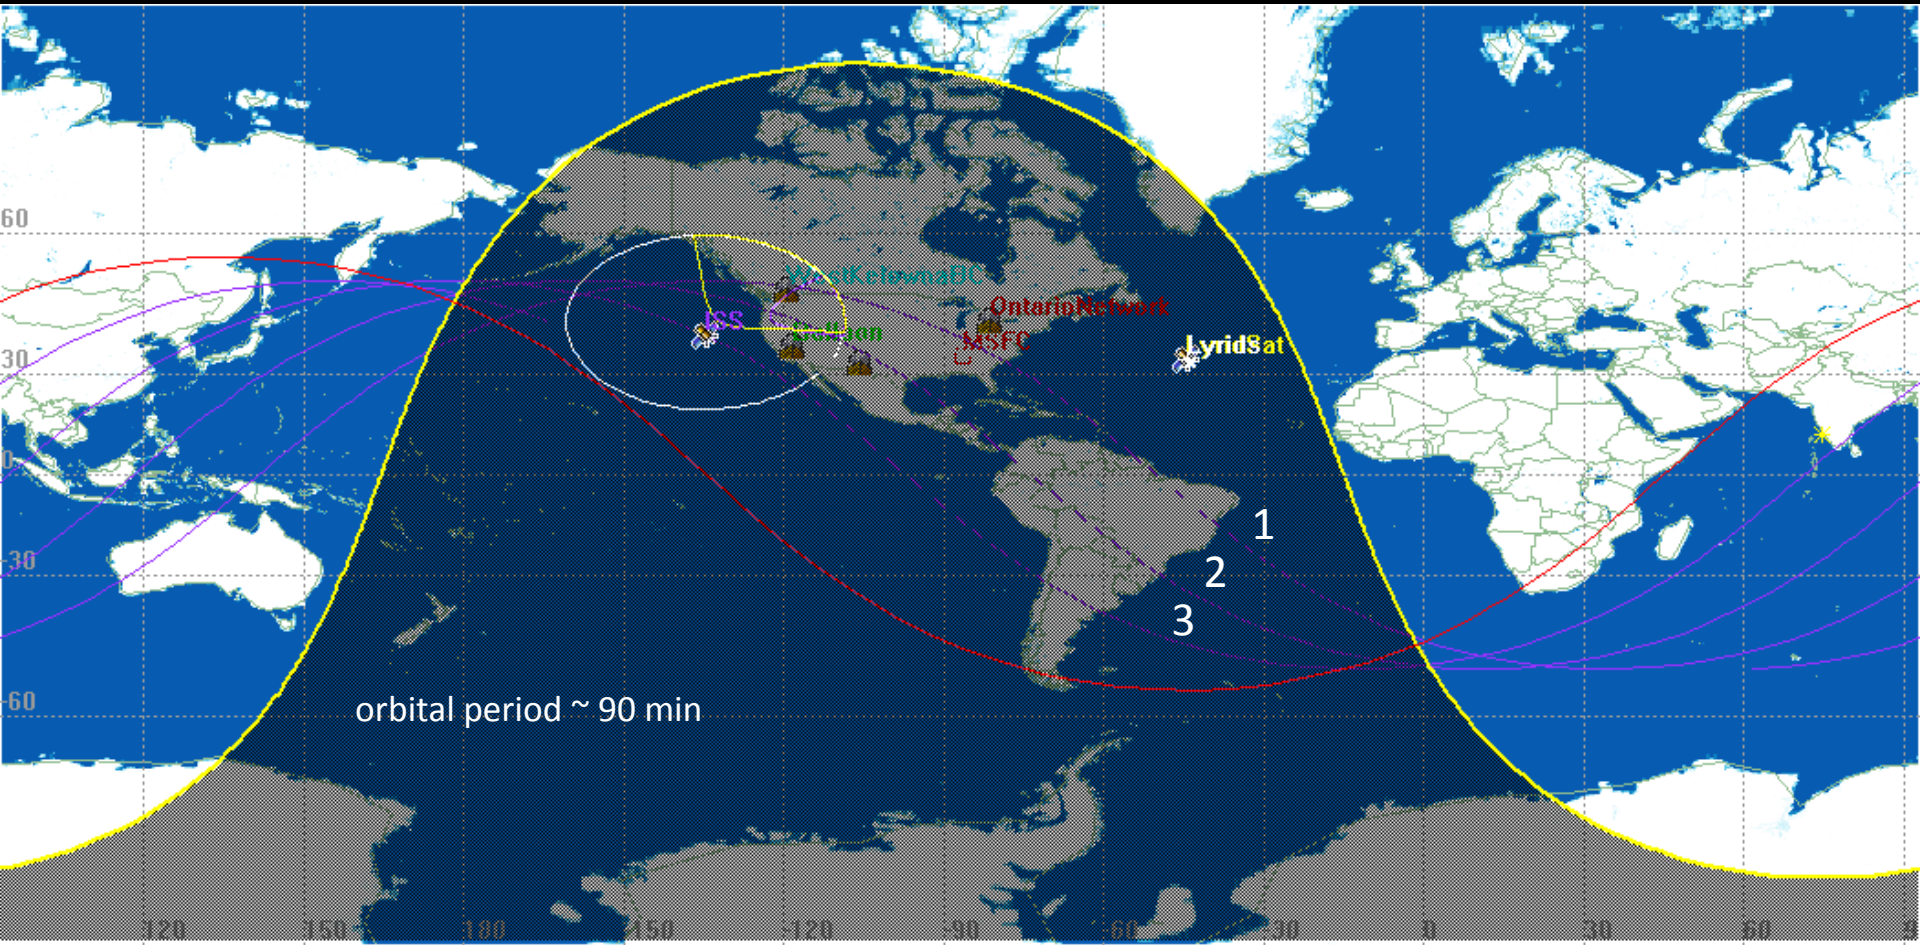 60
WestKelownaBC
OntarioNetwork
ISS
MSFC
LyridSat
30
0
1
-30
2
3
-60
orbital period ~ 90 min
120 150 180 -150 -120 -90 -60 -30 0 30 60 9